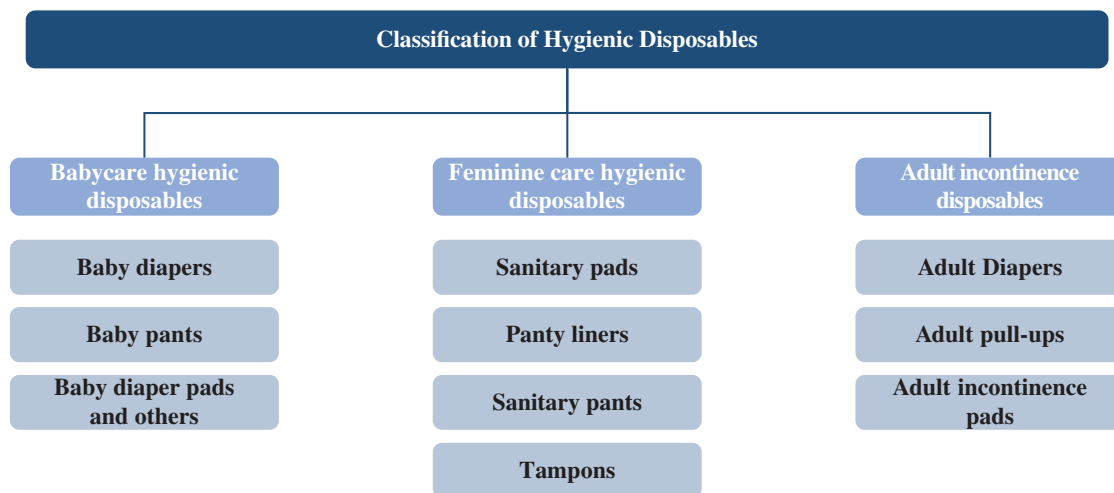 Classification of Hygienic Disposables
Babycare hygienic
disposables
Baby diapers
Baby pants
Baby diaper pads
and others
Feminine care hygienic
disposables
Sanitary pads
Panty liners
Sanitary pants
Tampons
Adult incontinence
disposables
Adult Diapers
Adult pull-ups
Adult incontinence
pads